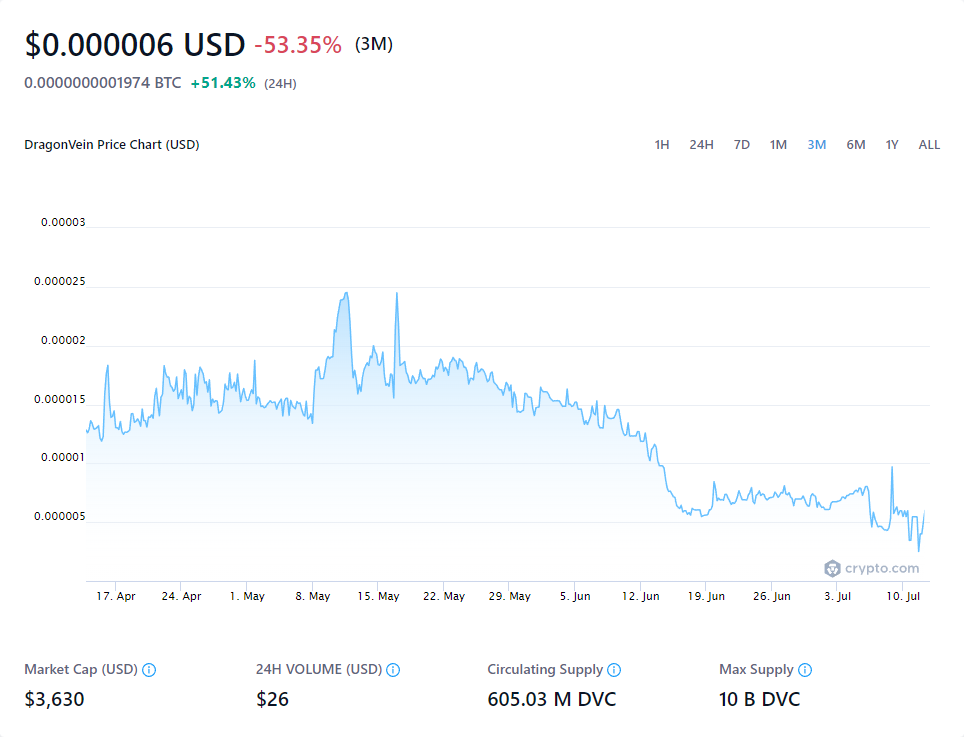 $0.000006 USD -53.35% (3M)
0.0000000001974 BTC +51.43% (24H)
DragonVein Price Chart (USD) 1H 24H 7D 1M 3M 6M 1Y ALL
0.00003
0.000025
0.00002
0.000015
0.00001
0.000005
crypto.com
17. Apr 24. Apr 1. May 8. May 15. May 22. May 29. May 5. Jun 12. Jun 19. Jun 26. Jun 3. Jul 10. Jul
Market Cap (USD) 24H VOLUME (USD) Circulating Supply Max Supply
$3,630 $26 605.03 M DVC 10 B DVC